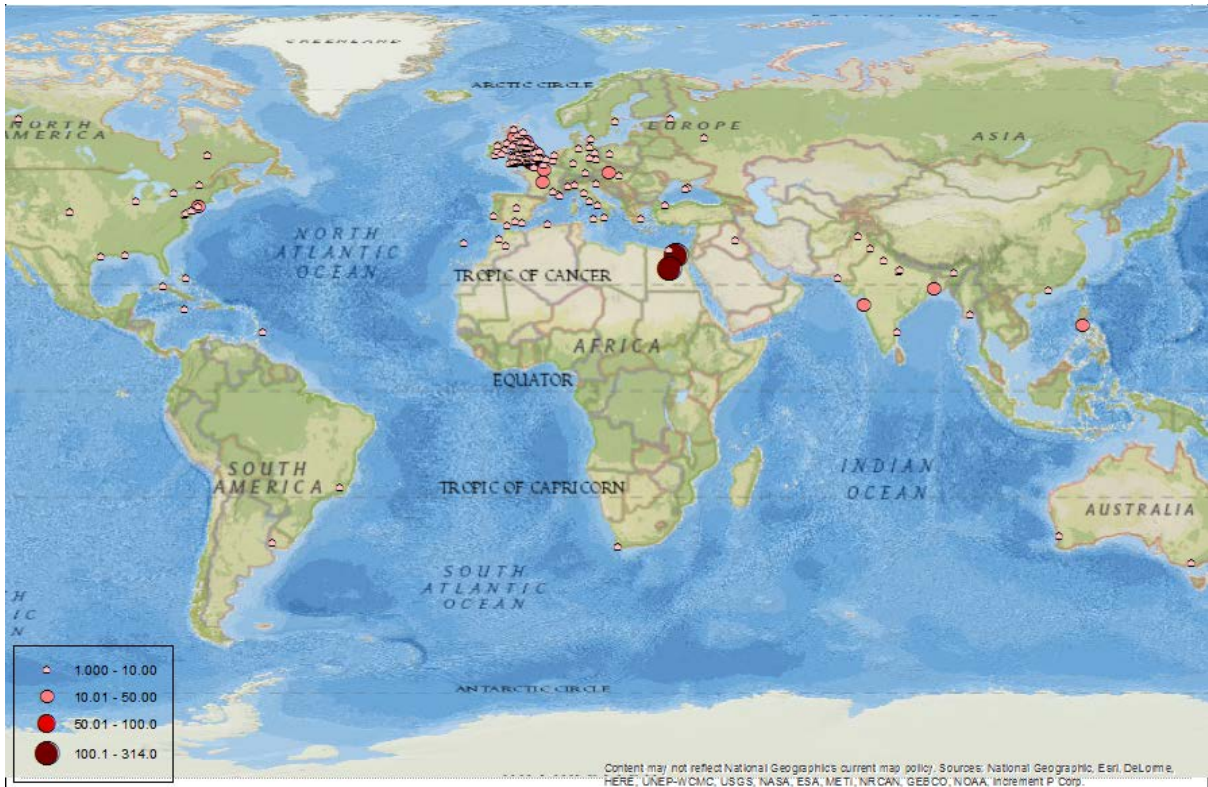 GREENLAND
ARCTIC CIRCLE
NORTH
AMERICA
EUROPE
ASIA
NORTH
ATLANTIC
OCEAN
TROPIC OF CANCER
AFRICA
EQUATOR
SOUTH
AMERICA
TROPIC OF CAPRICORN
INDIAN
OCEAN
AUSTRALIA
SOUTH
ATLANTIC
OCEAN
1.000 - 10.00
10.01 - 50.00
50.01 - 100.0
100.1 - 314.0
ANTARCTIC CIRCLE
Content may not reflect National Geographic's current map policy. Sources: National Geographic, Esri, DeLorme,
HERE, UNEP-WCMC, USGS, NASA, ESA, METI, NRCAN, GEBCO, NOAA, increment P Corp.